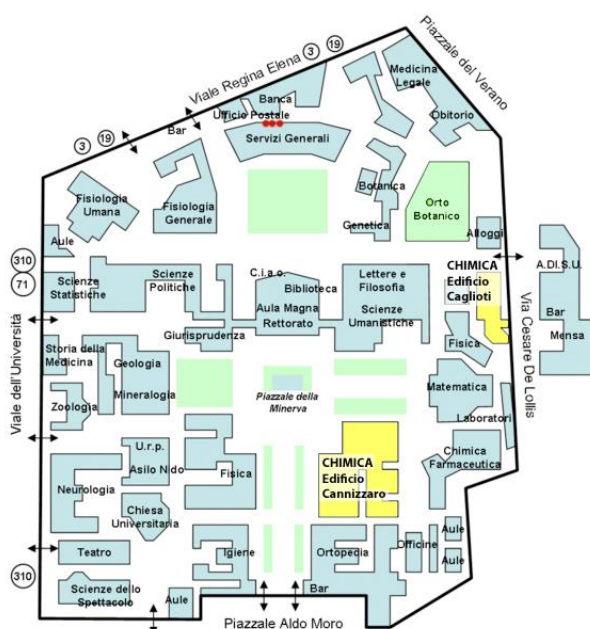 Piazzale del Verano
3
19
Viale Regina Elena
Medicina
Legale
Banca
Ufficio Postale
Obitorio
3
19
Bar
Servizi Generali
Fisiologia
Umana
Fisiologia
Generale
Botanica
Orto
Botanico
Genetica
Alloggi
Aule
310
71
Scienze
Statistiche
Scienze
Politiche
C.i.a.o.
Biblioteca
Lettere e
Filosofia
CHIMICA
Edificio
Caglioti
A.DI.S.U.
Aula Magna
Rettorato
Scienze
Umanistiche
Bar
Mensa
Giurisprudenza
Fisica
Via Cesare De Lollis
Viale dell'Università
Storia della
Medicina
Geologia
Mineralogia
Zoologia
Piazzale della
Minerva
Matematica
Laboratori
U.r.p.
Asilo Nido
Fisica
CHIMICA
Edificio
Cannizzaro
Chimica
Farmaceutica
Neurologia
Chiesa
Universitaria
Teatro
Igiene
Ortopedia
Officine
Aule
Aule
310
Scienze dello
Spettacolo
Aule
Bar
Piazzale Aldo Moro